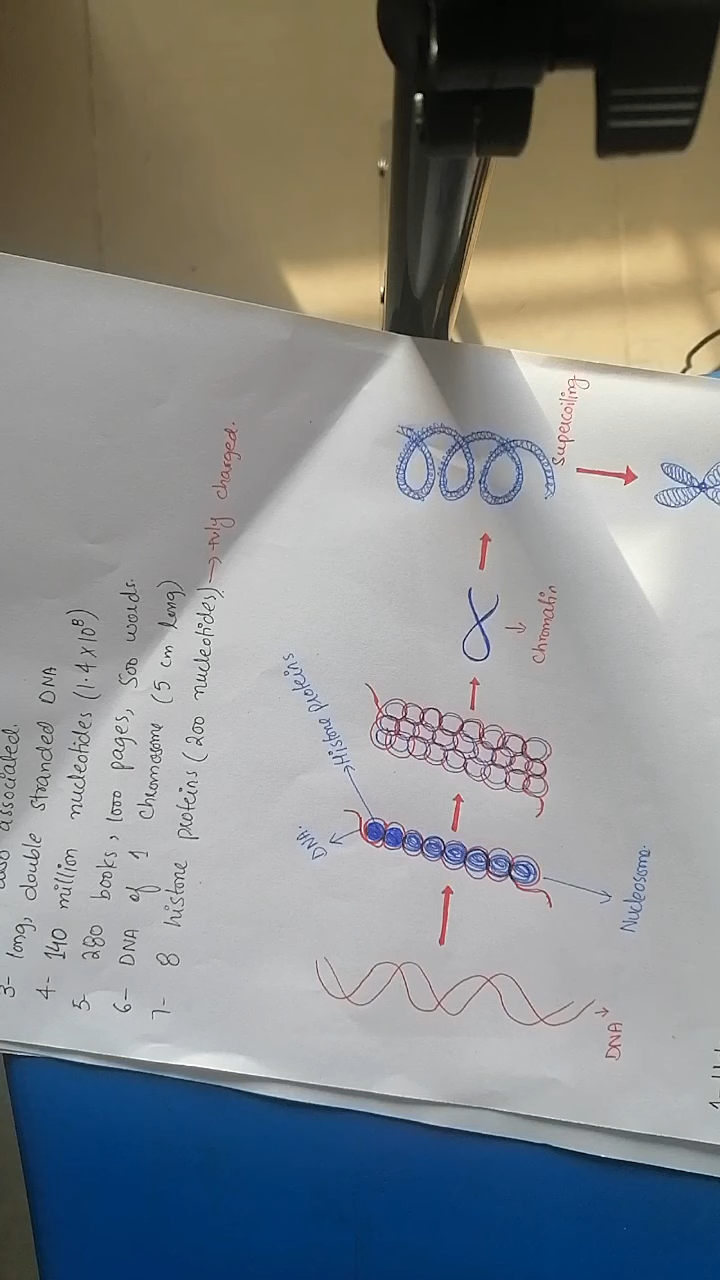 also associated.
3- long, double stranded DNA
4- 140 million nucleotides (1.4 x 10⁸)
5- 280 books, 1000 pages, 500 words.
6- DNA of 1 chromosome (5 cm long)
7- 8 histone proteins (200 nucleotides) → +vly charged.
DNA.
Histone proteins
Supercoiling
Chromatin
Nucleosome.
DNA